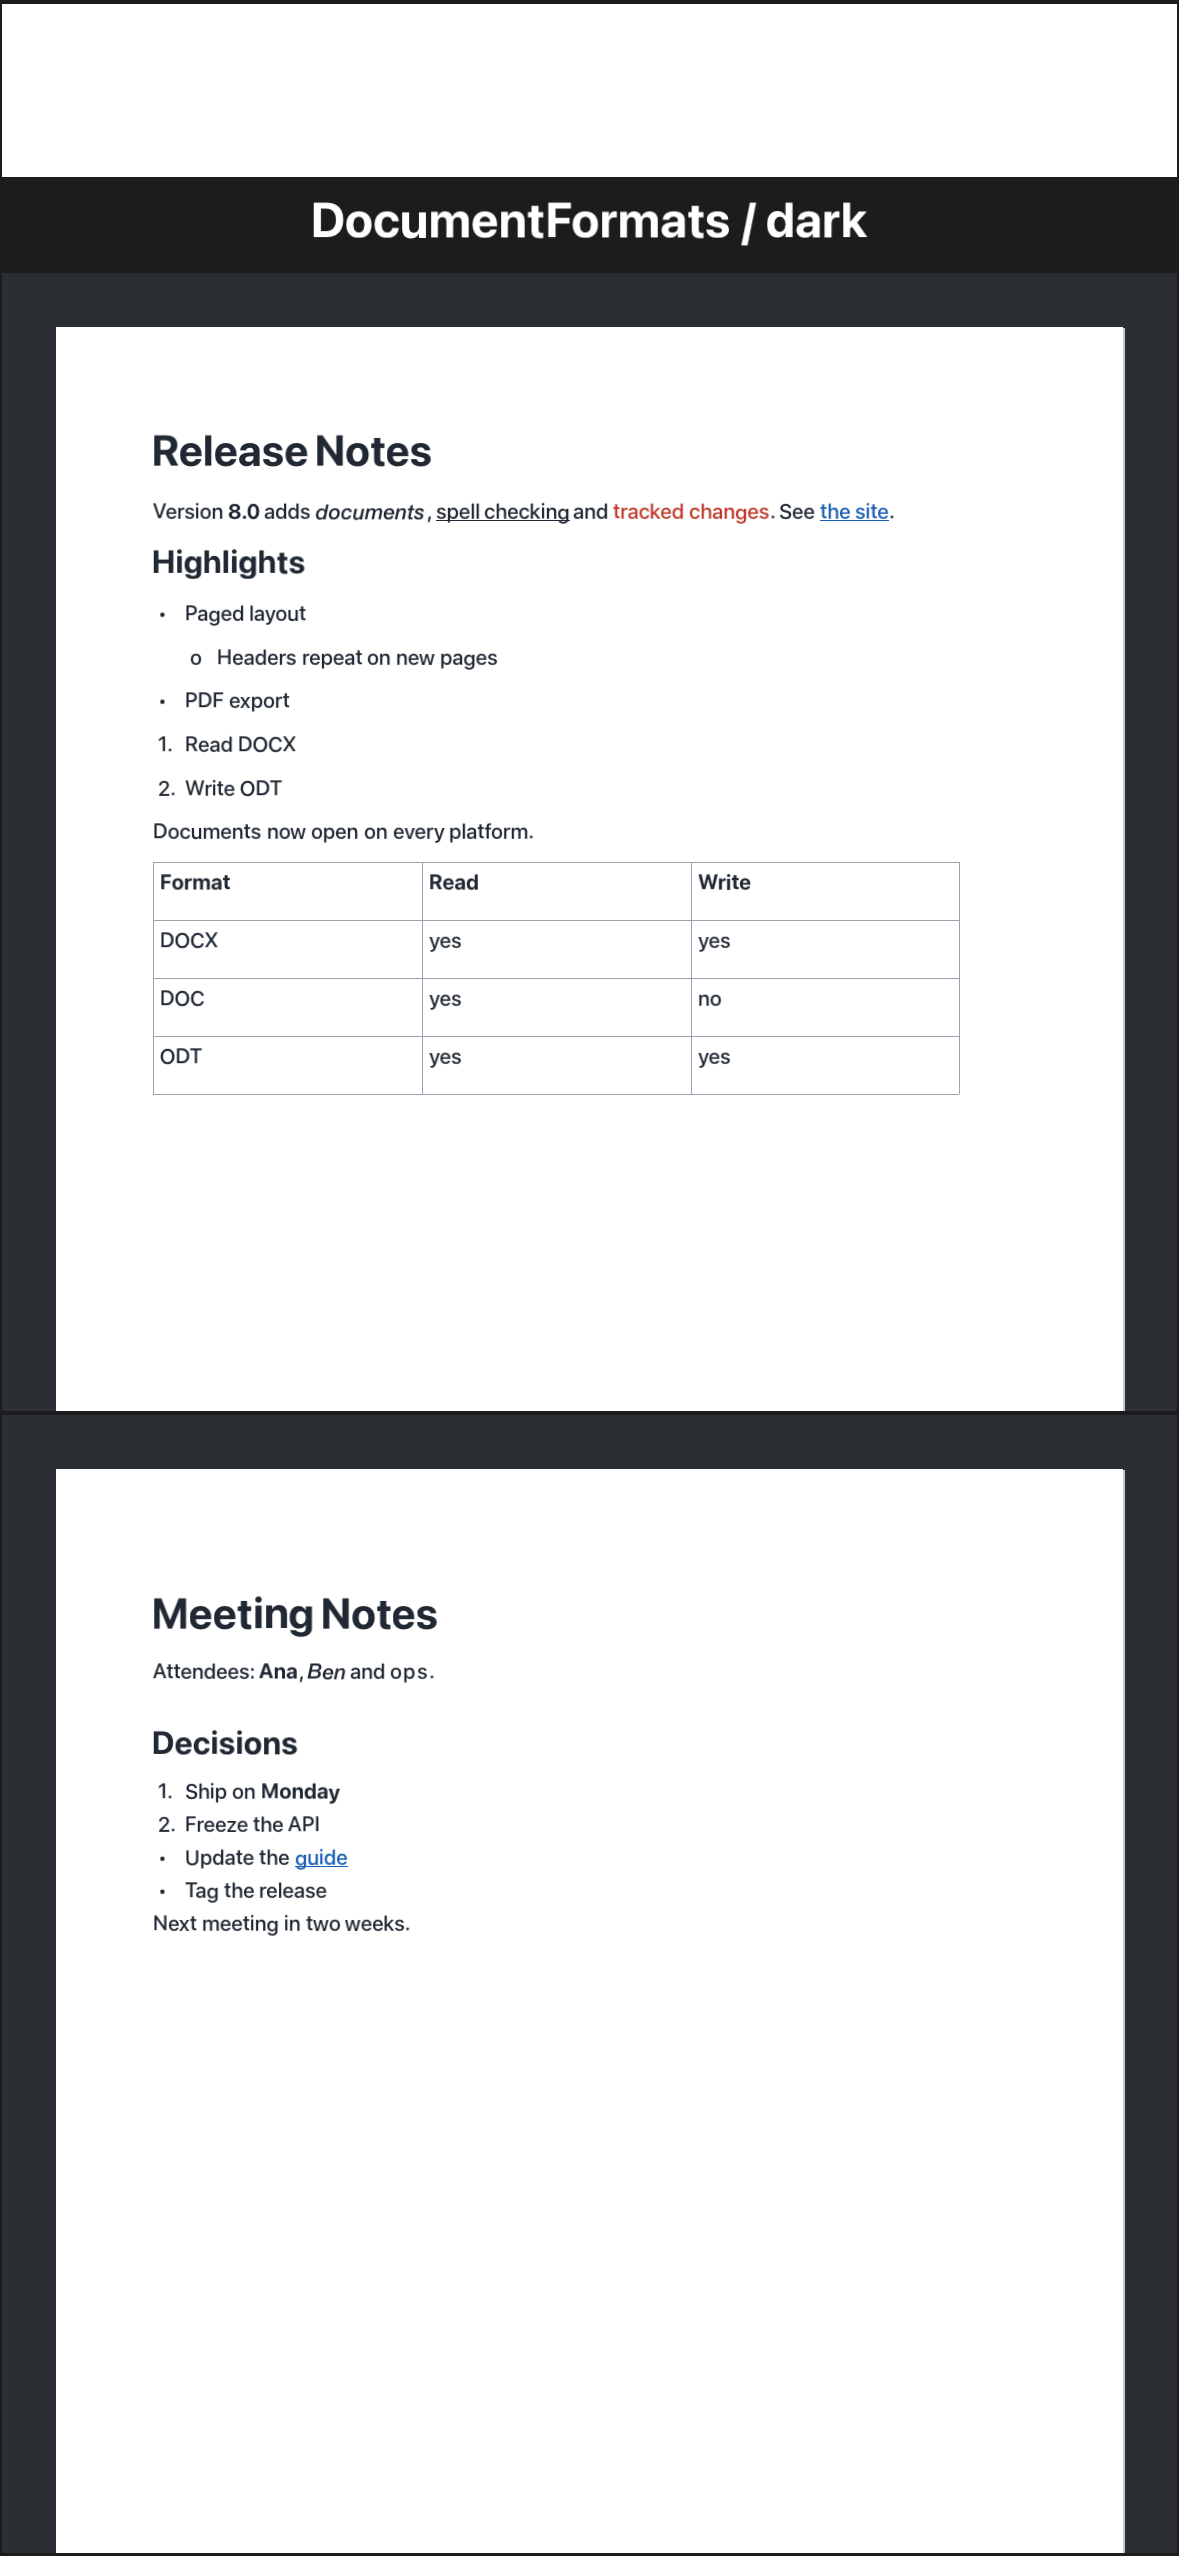 DocumentFormats / dark
Release Notes
Version 8.0 adds documents, spell checking and tracked changes. See the site.
Highlights
• Paged layout
o Headers repeat on new pages
• PDF export
1. Read DOCX
2. Write ODT
Documents now open on every platform.
Format Read Write
DOCX yes yes
DOC yes no
ODT yes yes
Meeting Notes
Attendees: Ana, Ben and ops.
Decisions
1. Ship on Monday
2. Freeze the API
• Update the guide
• Tag the release
Next meeting in two weeks.